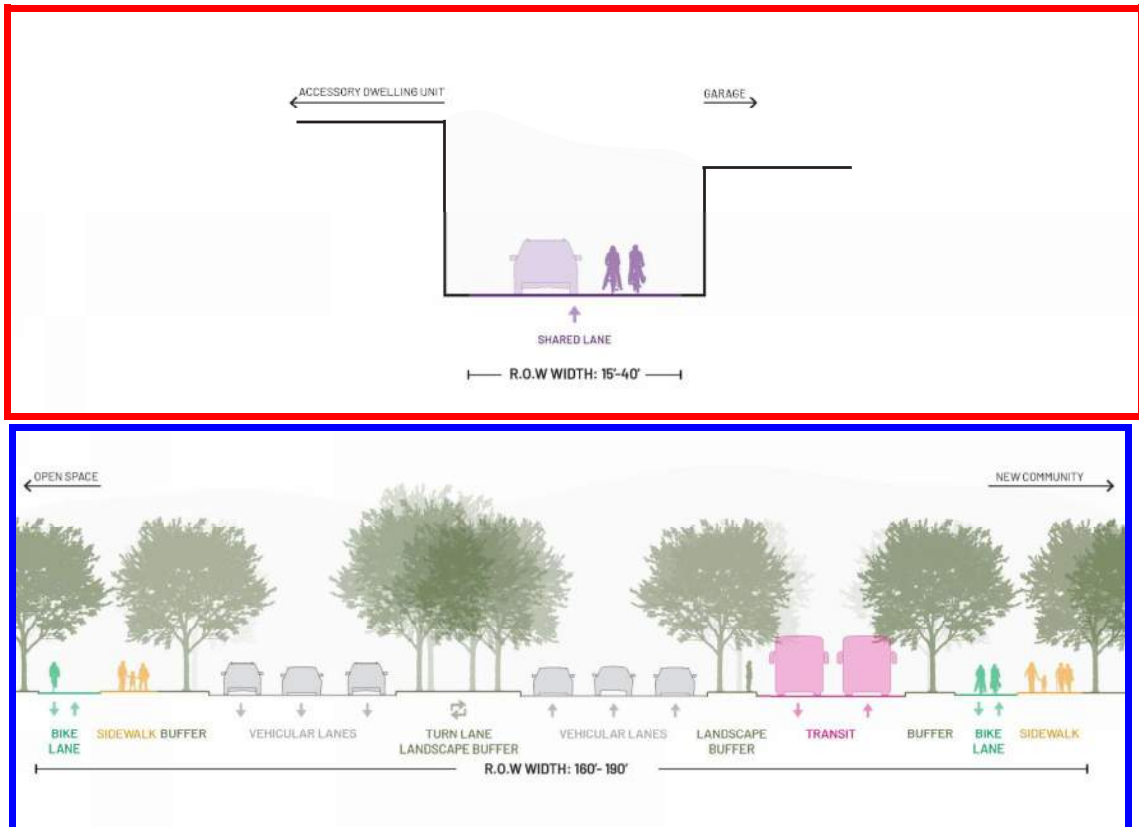 ACCESSORY DWELLING UNIT
GARAGE
SHARED LANE
R.O.W WIDTH: 15'-40'
OPEN SPACE
NEW COMMUNITY
BIKE LANE
SIDEWALK BUFFER
VEHICULAR LANES
TURN LANE
LANDSCAPE BUFFER
VEHICULAR LANES
LANDSCAPE
BUFFER
TRANSIT
BUFFER
BIKE
LANE
SIDEWALK
R.O.W WIDTH: 160'- 190'